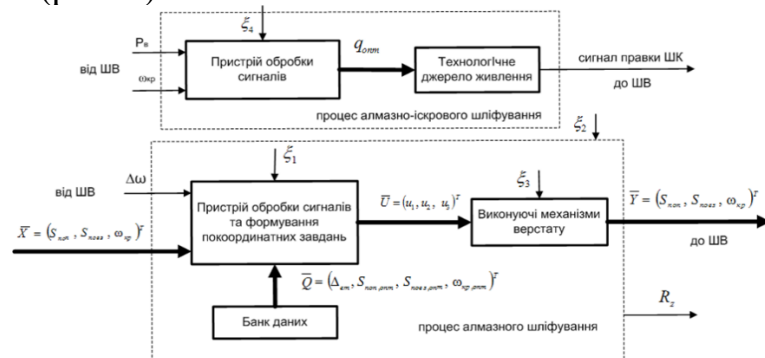 ξ₄
Pв
від ШВ
ωкр
Пристрій обробки
сигналів
qопт
Технологічне
джерело живлення
сигнал правки ШК
до ШВ
процес алмазно-іскрового шліфування
ξ₂
ξ₁
від ШВ
Δω
X̄ = (Sпоп, Sповз, ωкр)ᵀ
Пристрій обробки сигналів
та формування
покоординатних завдань
Ū = (u₁, u₂, u₃)ᵀ
ξ₃
Виконуючі механізми
верстату
Ȳ = (Sпоп, Sповз, ωкр)ᵀ
до ШВ
Q̄ = (Δвт, Sпоп,опт, Sповз,опт, ωкр,опт)ᵀ
Банк даних
процес алмазного шліфування
Rz